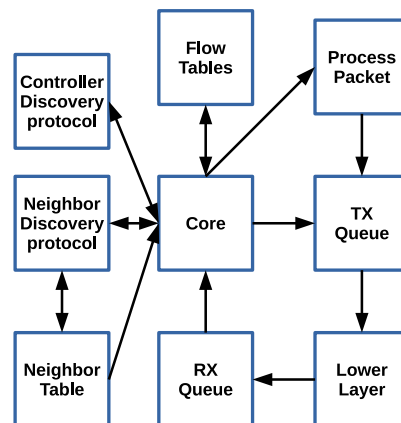 Controller
Discovery
protocol
Flow
Tables
Process
Packet
Neighbor
Discovery
protocol
Core
TX
Queue
Neighbor
Table
RX
Queue
Lower
Layer